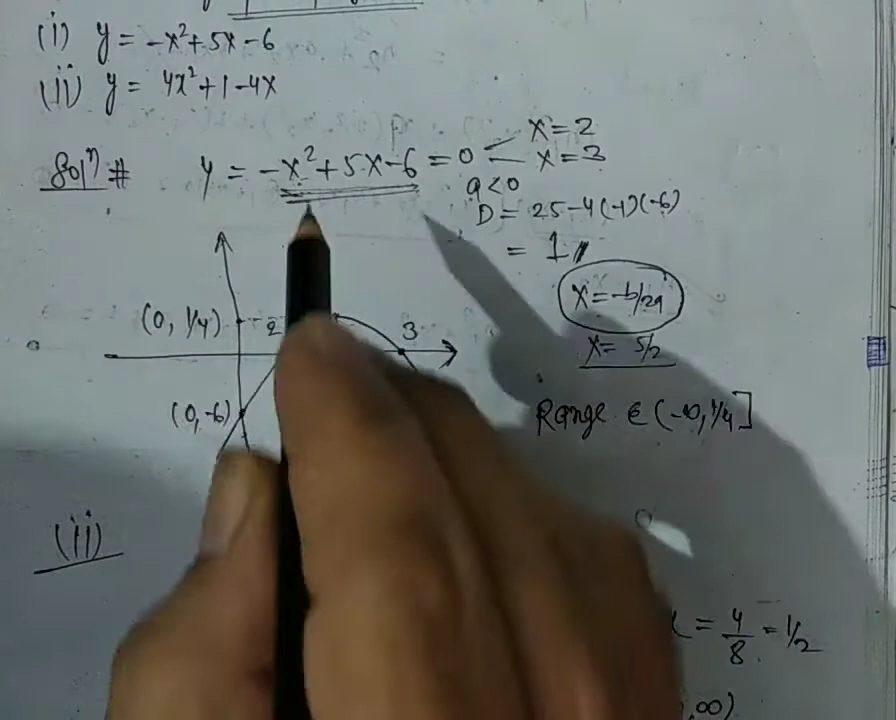 (i) y = -x²+5x-6
(ii) y = 4x²+1-4x
Solⁿ # y = -x²+5x-6 = 0
x=2
x=3
a<0
D = 25-4(-1)(-6)
= 1
x=-b/2a
x= 5/2
(0, 1/4) 2 3
(0,-6)
Range ∈ (-∞, 1/4]
(ii)
= 4/8 = 1/2
,∞)